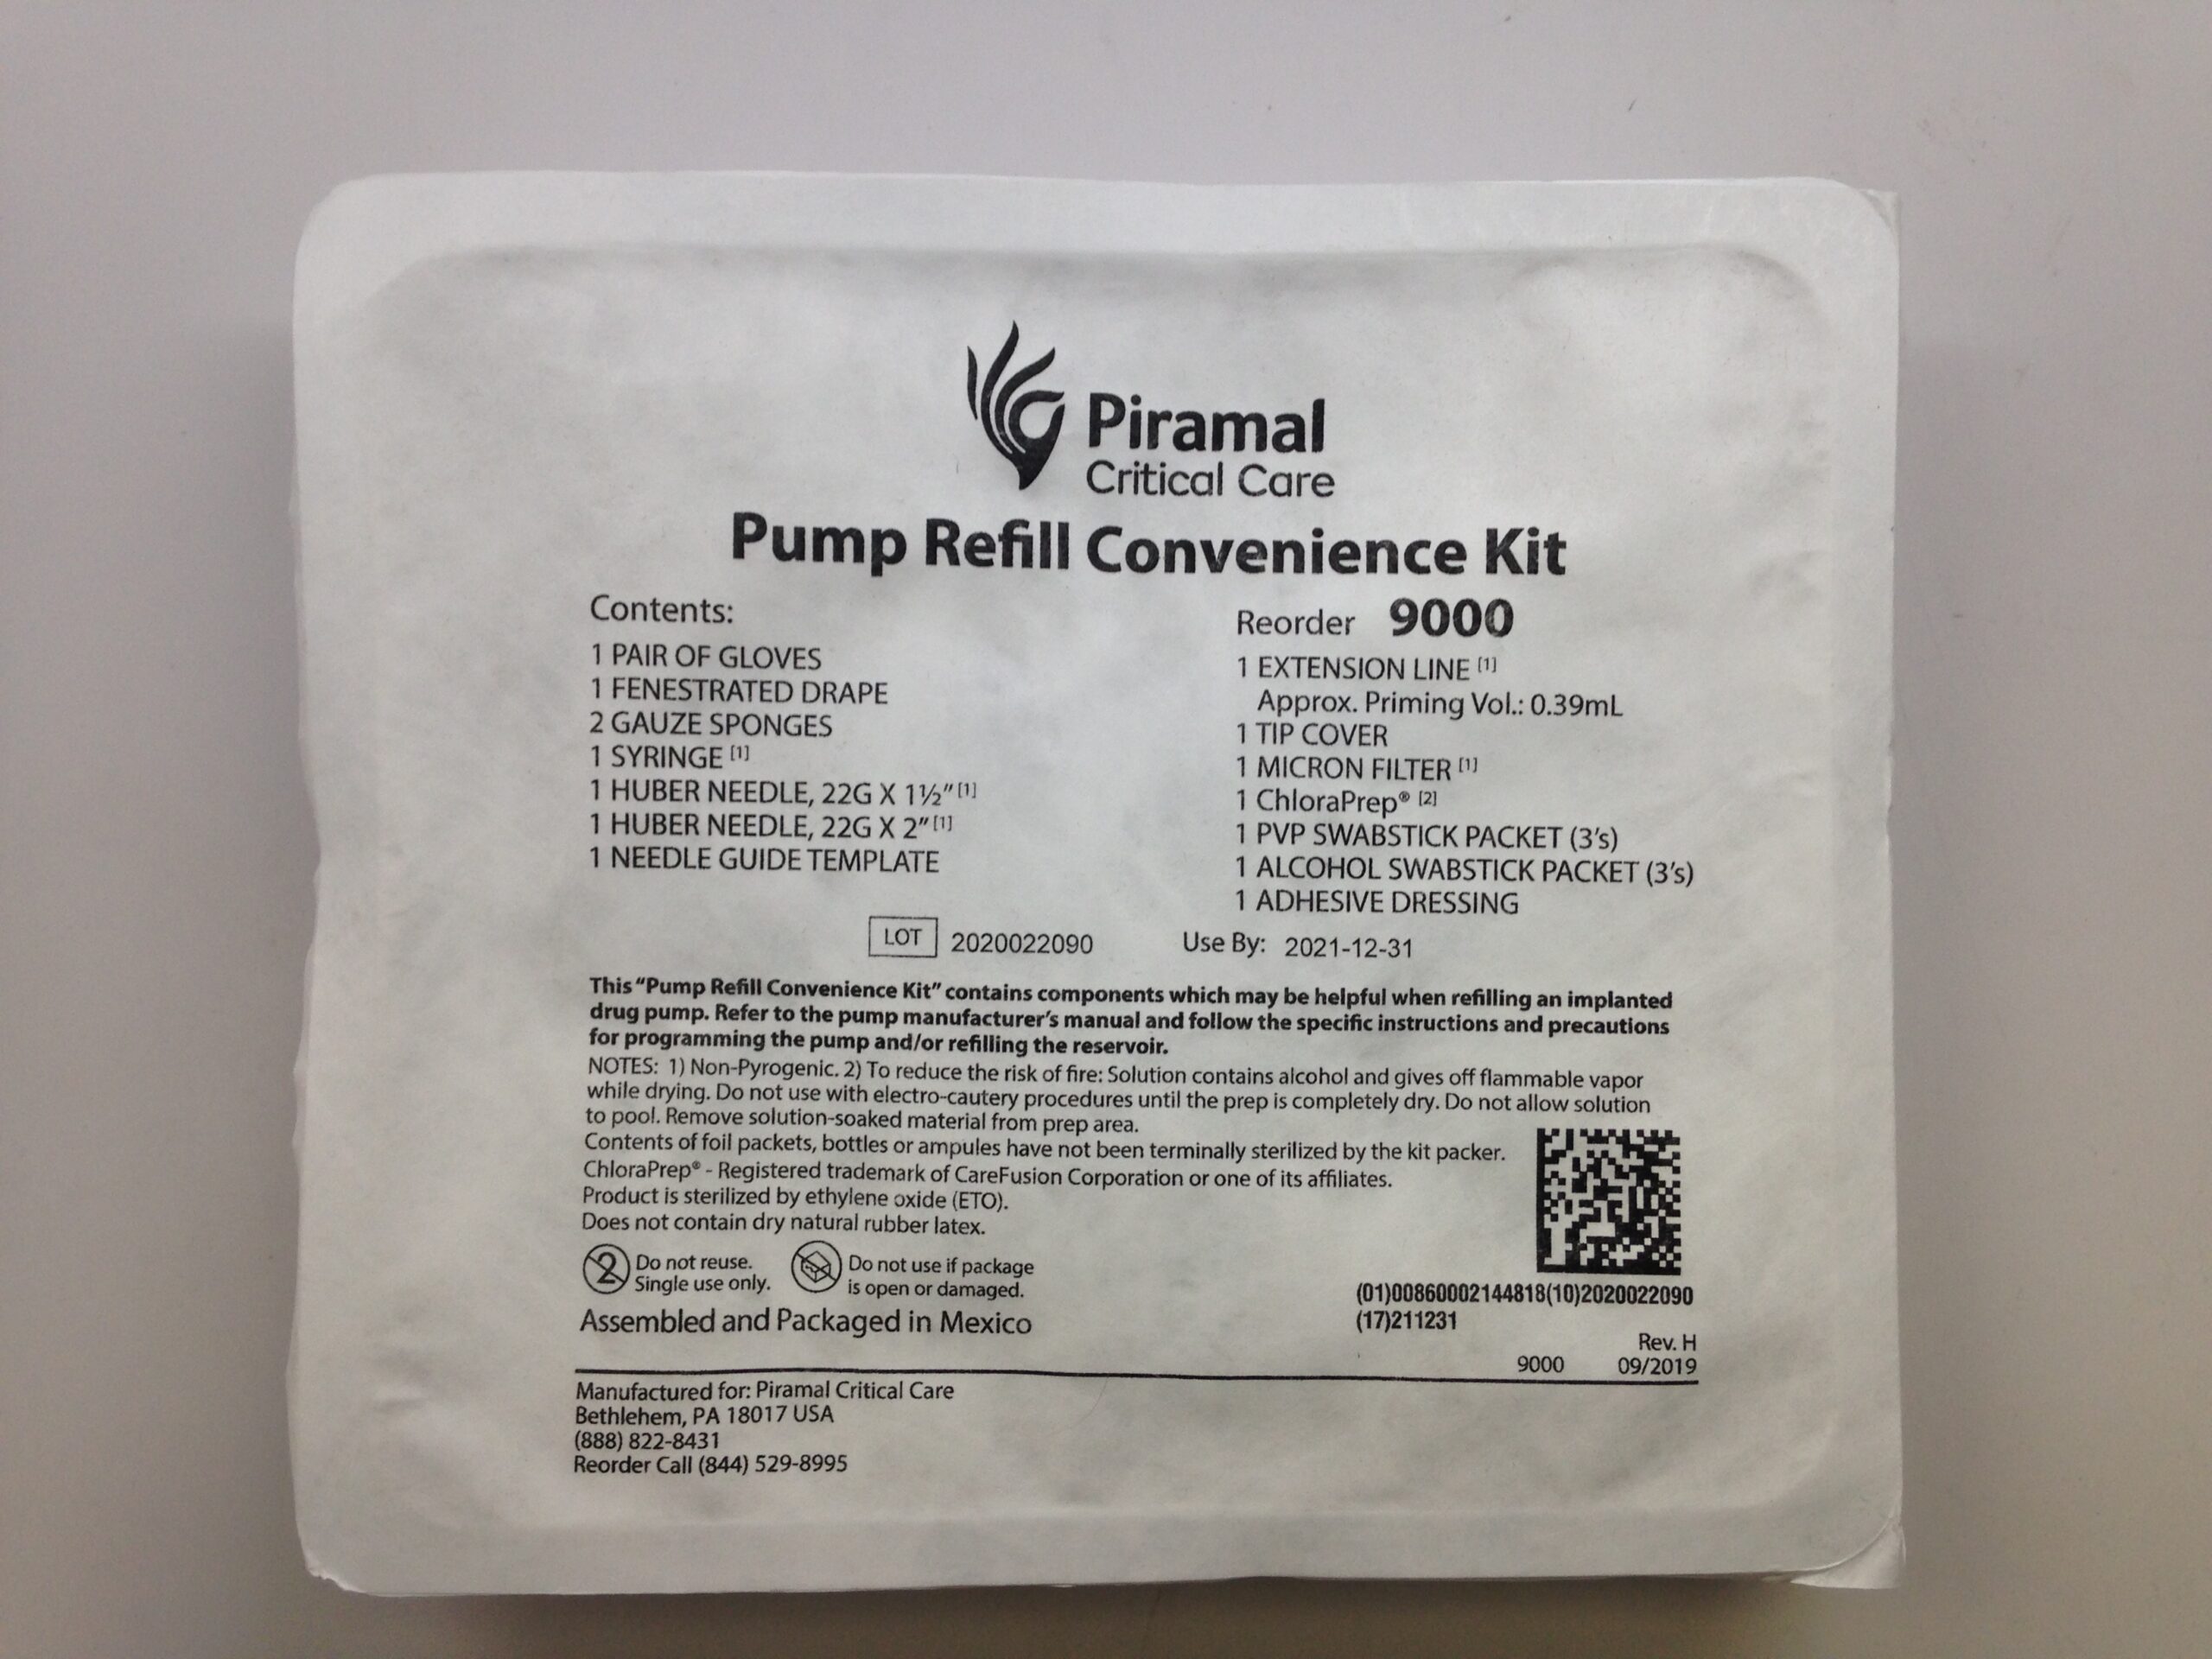 Piramal
Critical Care
Pump Refill Convenience Kit
Contents:
1 PAIR OF GLOVES
1 FENESTRATED DRAPE
2 GAUZE SPONGES
1 SYRINGE [1]
1 HUBER NEEDLE, 22G X 1½" [1]
1 HUBER NEEDLE, 22G X 2" [1]
1 NEEDLE GUIDE TEMPLATE
Reorder 9000
1 EXTENSION LINE [1]
Approx. Priming Vol.: 0.39mL
1 TIP COVER
1 MICRON FILTER [1]
1 ChloraPrep® [2]
1 PVP SWABSTICK PACKET (3's)
1 ALCOHOL SWABSTICK PACKET (3's)
1 ADHESIVE DRESSING
LOT 2020022090 Use By: 2021-12-31
This "Pump Refill Convenience Kit" contains components which may be helpful when refilling an implanted
drug pump. Refer to the pump manufacturer's manual and follow the specific instructions and precautions
for programming the pump and/or refilling the reservoir.
NOTES: 1) Non-Pyrogenic. 2) To reduce the risk of fire: Solution contains alcohol and gives off flammable vapor
while drying. Do not use with electro-cautery procedures until the prep is completely dry. Do not allow solution
to pool. Remove solution-soaked material from prep area.
Contents of foil packets, bottles or ampules have not been terminally sterilized by the kit packer.
ChloraPrep® - Registered trademark of CareFusion Corporation or one of its affiliates.
Product is sterilized by ethylene oxide (ETO).
Does not contain dry natural rubber latex.
2 Do not reuse.
Single use only.
Do not use if package
is open or damaged.
Assembled and Packaged in Mexico
(01)00860002144818(10)2020022090
(17)211231
Rev. H
9000 09/2019
Manufactured for: Piramal Critical Care
Bethlehem, PA 18017 USA
(888) 822-8431
Reorder Call (844) 529-8995